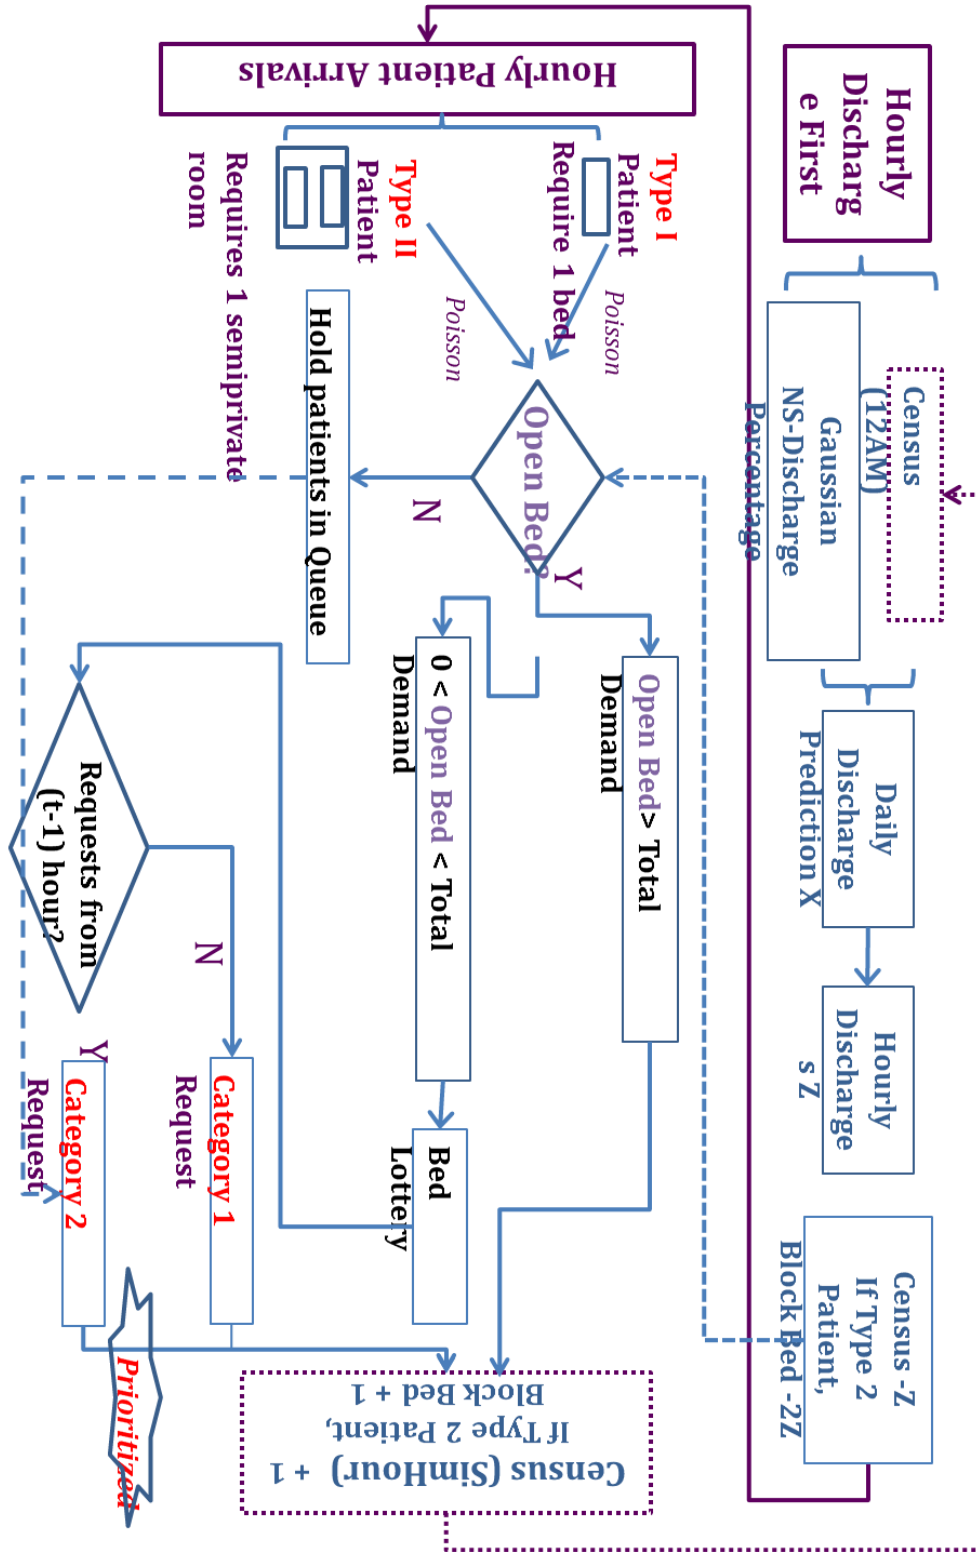 Hourly
Discharg
e First
Census
(12AM)
Gaussian
NS-Discharge
Percentage
Daily
Discharge
Prediction X
Hourly
Discharge
s Z
Census -Z
If Type 2
Patient,
Block Bed -2Z
Hourly Patient Arrivals
Type I
Patient
Require 1 bed
Type II
Patient
Requires 1 semiprivate
room
Poisson
Poisson
Open Bed?
Y
N
Hold patients in Queue
Open Bed> Total
Demand
0 < Open Bed < Total
Demand
Bed
Lottery
Requests from
(t-1) hour?
N
Y
Category 1
Request
Category 2
Request
Prioritized
Census (SimHour) + 1
If Type 2 Patient,
Block Bed + 1